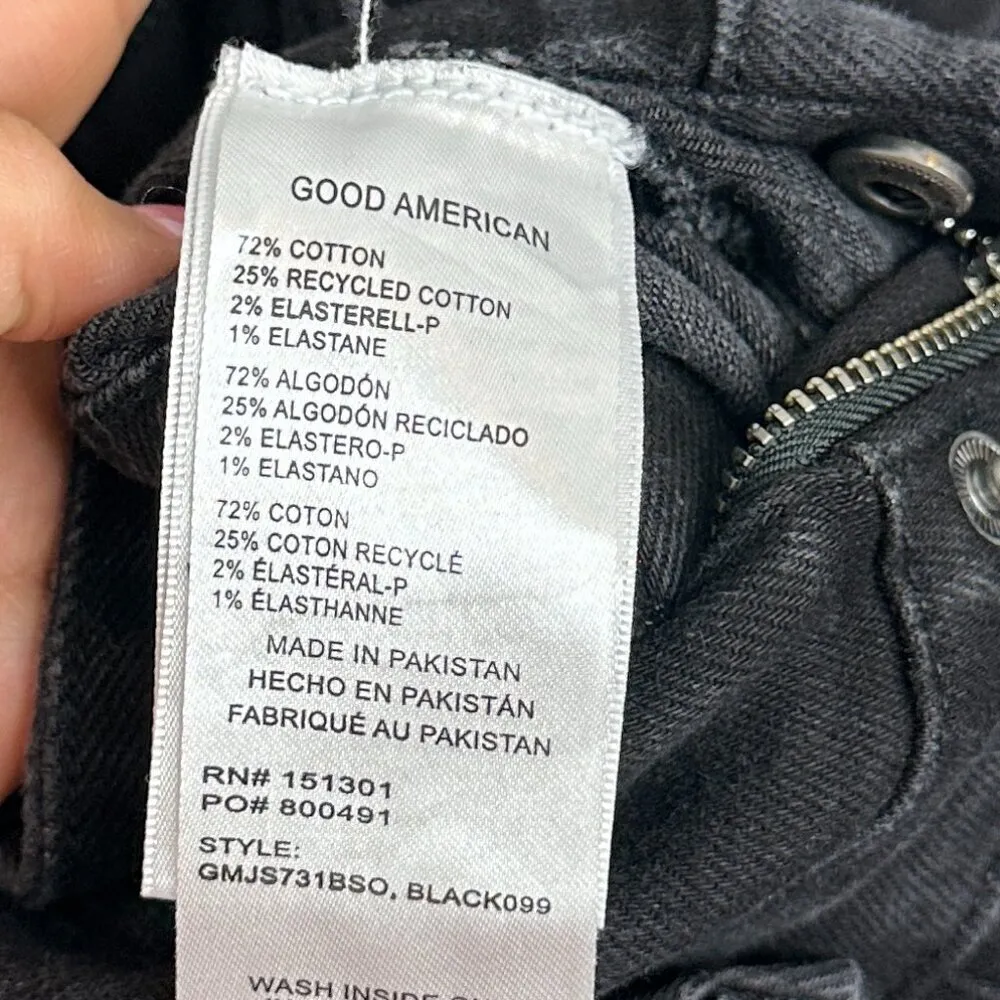 GOOD AMERICAN
72% COTTON
25% RECYCLED COTTON
2% ELASTERELL-P
1% ELASTANE
72% ALGODÓN
25% ALGODÓN RECICLADO
2% ELASTERO-P
1% ELASTANO
72% COTON
25% COTON RECYCLÉ
2% ÉLASTÉRAL-P
1% ÉLASTHANNE
MADE IN PAKISTAN
HECHO EN PAKISTÁN
FABRIQUÉ AU PAKISTAN
RN# 151301
PO# 800491
STYLE:
GMJS731BSO, BLACK099
WASH INSIDE